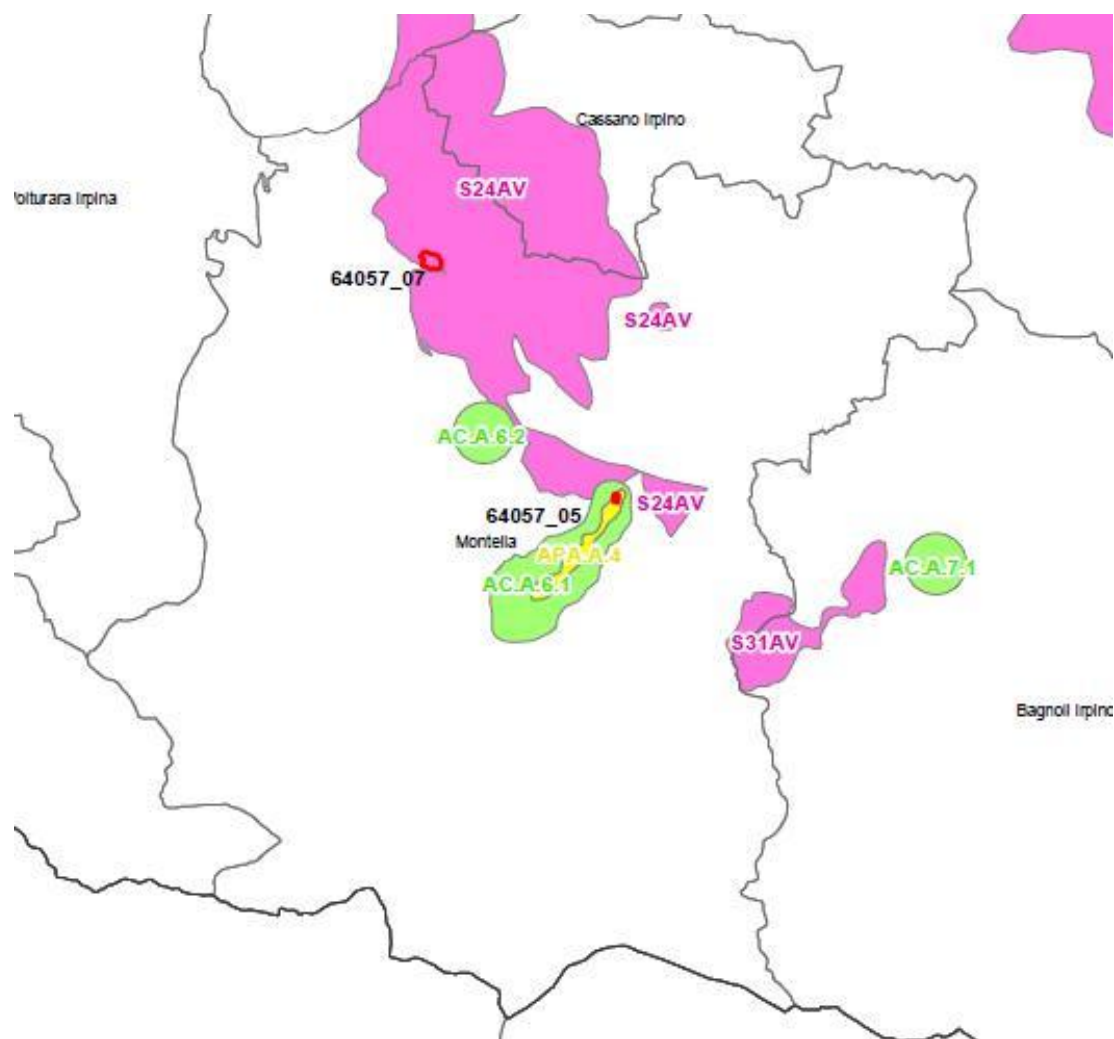 Cassano Irpino
S24AV
olturara Irpina
64057_07
S24AV
AC.A.6.2
S24AV
64057_05
Montella
APA.A.4
AC.A.6.1
AC.A.7.1
S31AV
Bagnoli Irpino